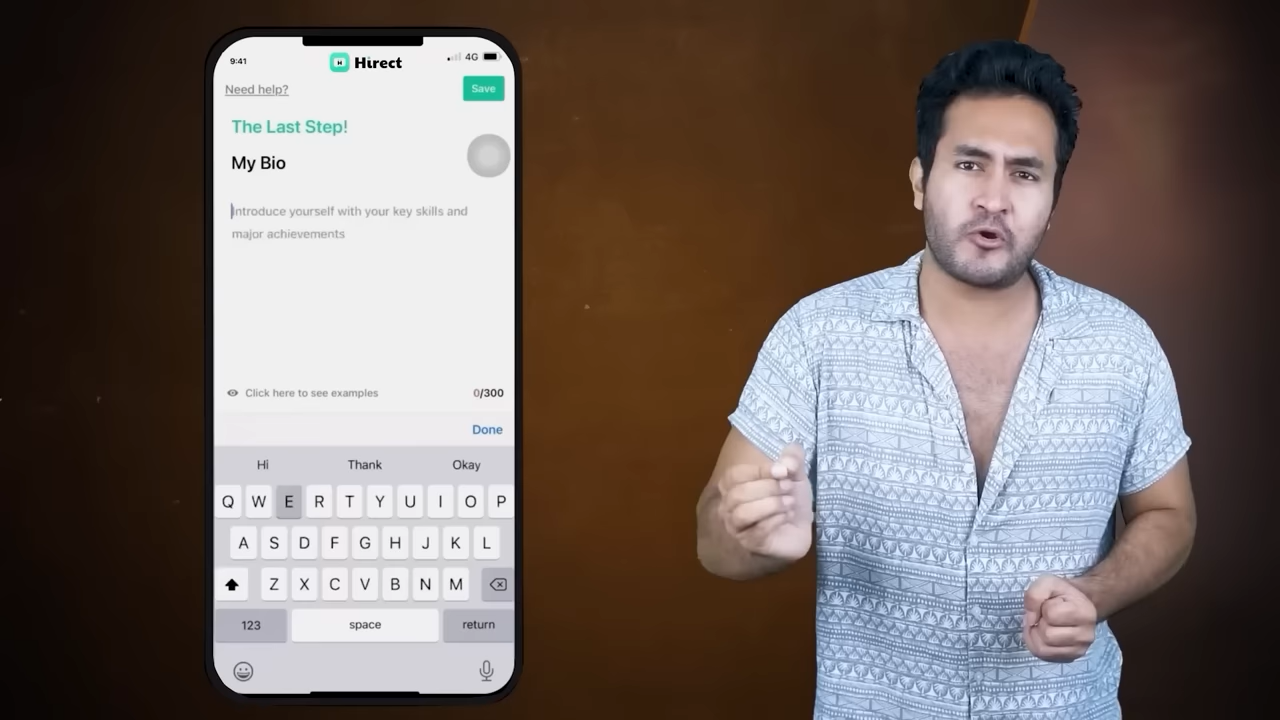 9:41
Hirect
4G
Need help?
Save
The Last Step!
My Bio
Introduce yourself with your key skills and
major achievements
Click here to see examples
0/300
Done
Hi Thank Okay
Q W E R T Y U I O P
A S D F G H J K L
Z X C V B N M
123 space return